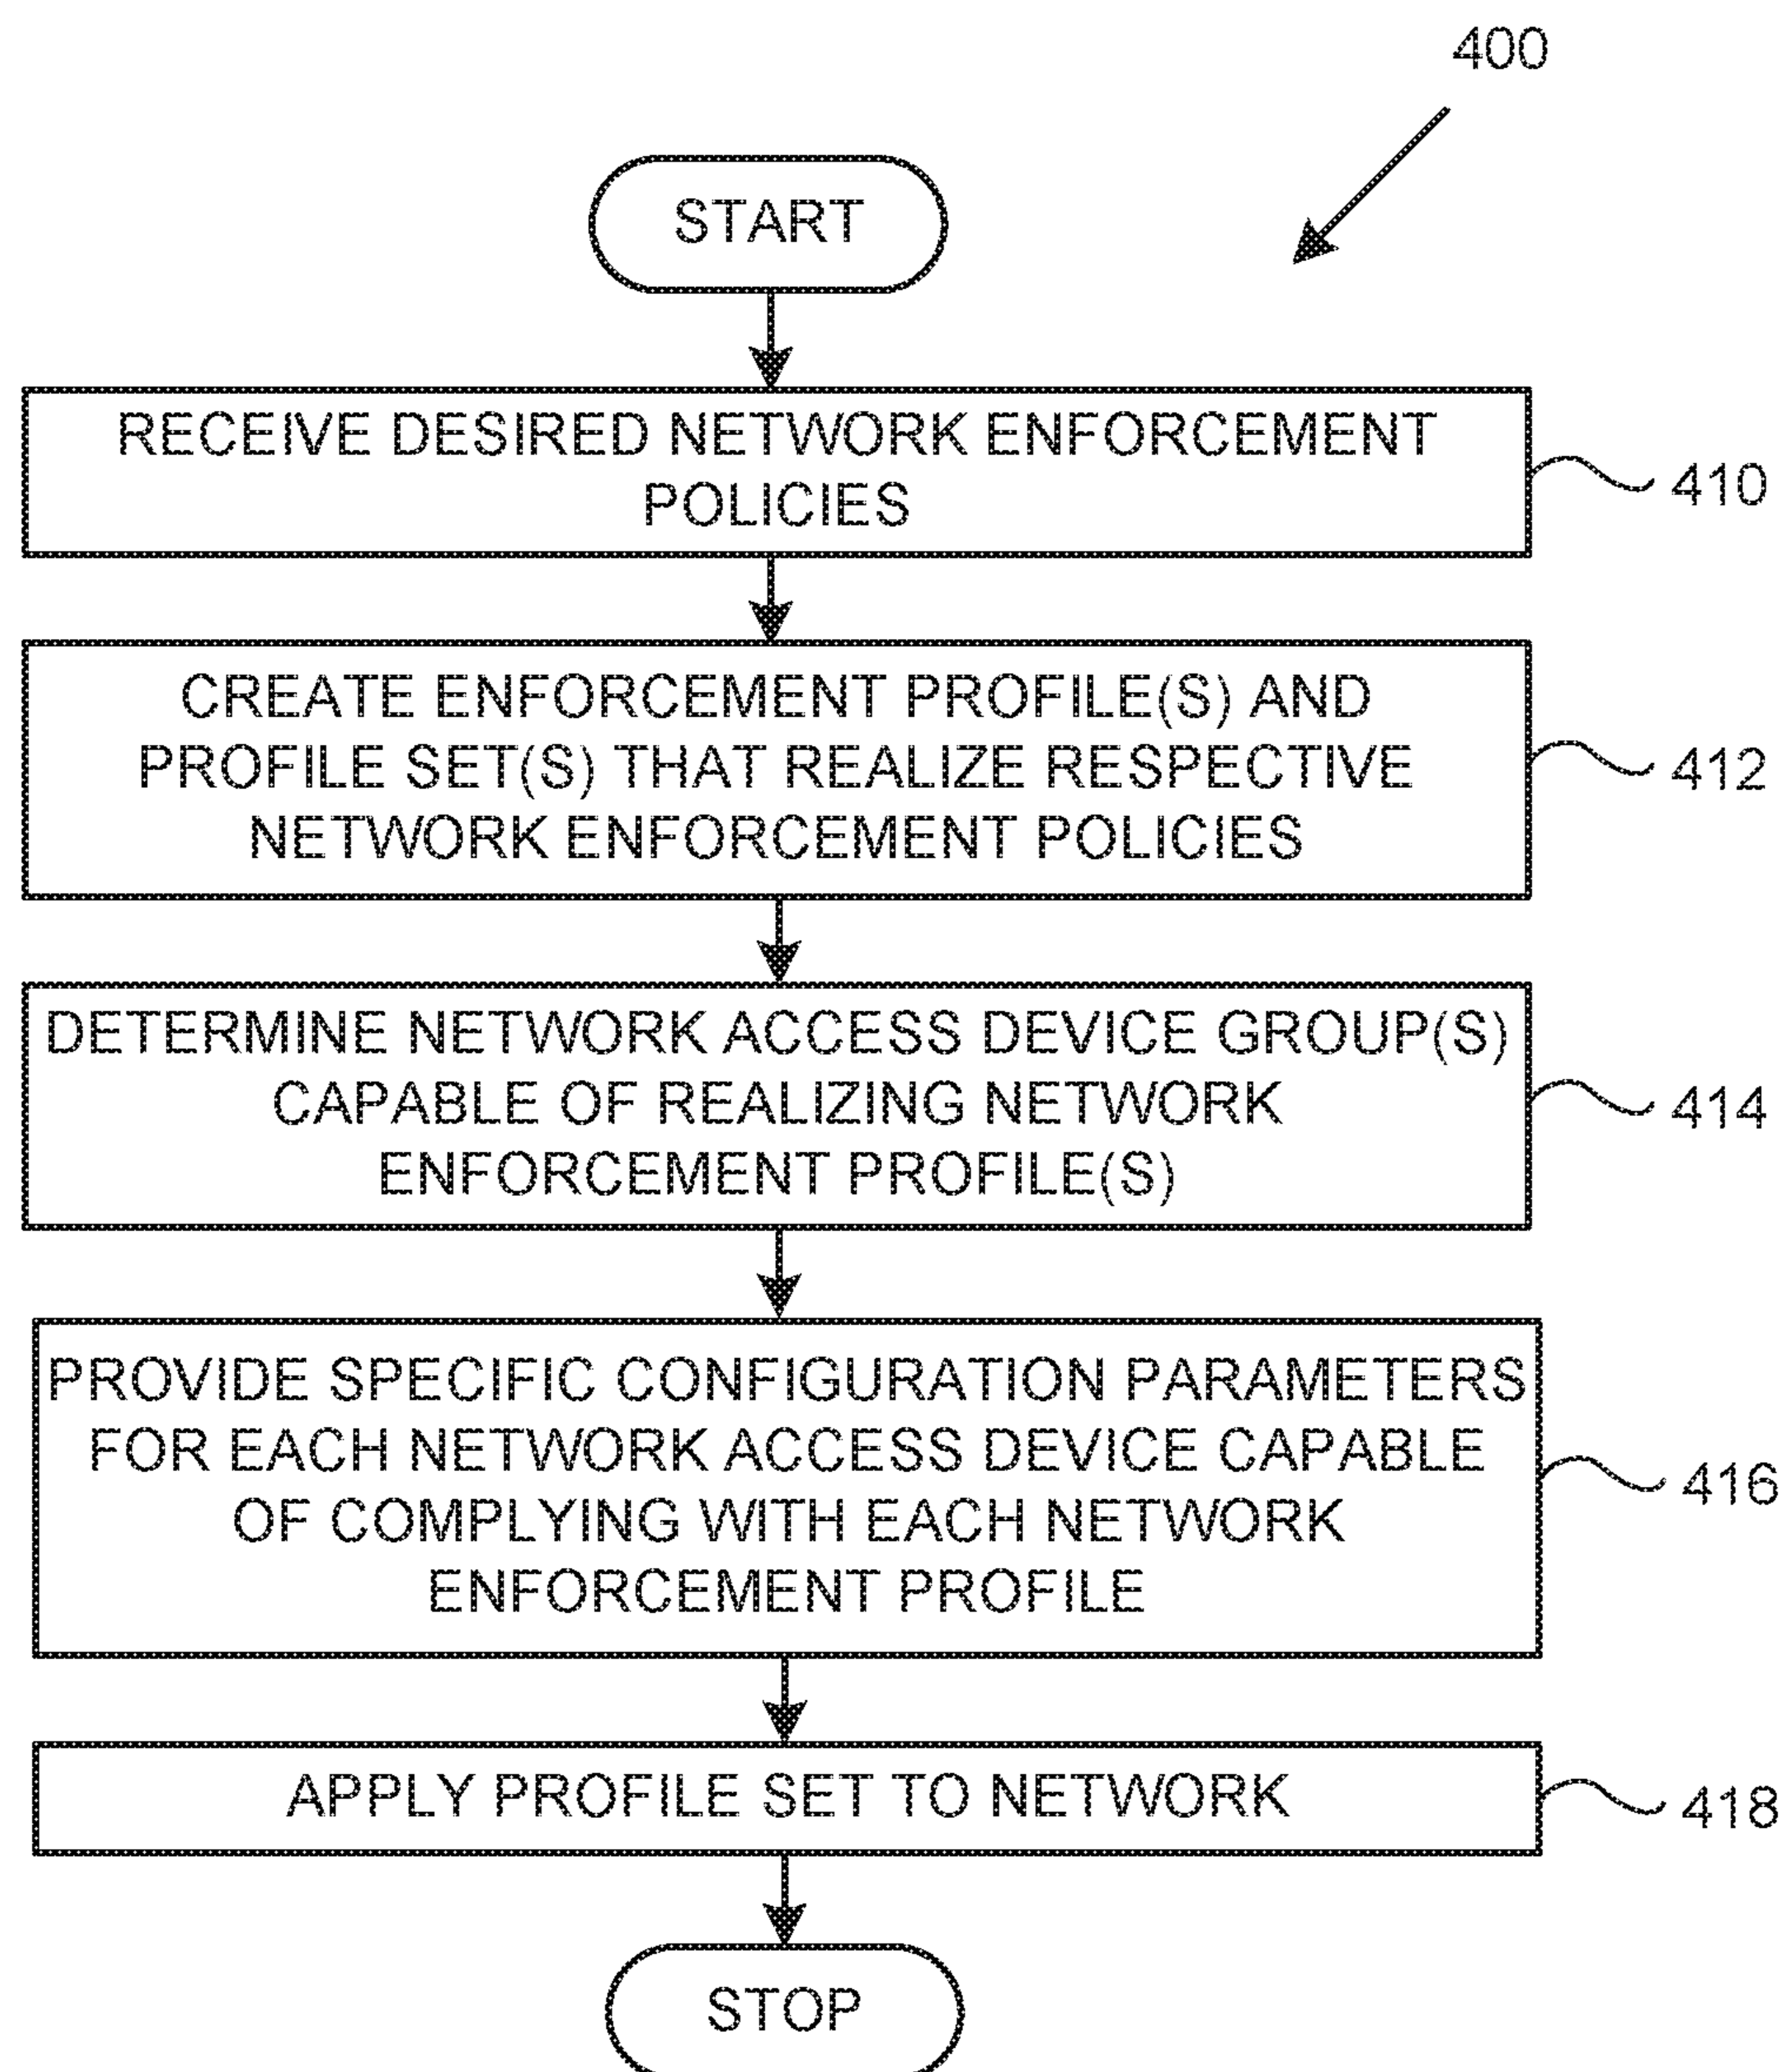 400
START
RECEIVE DESIRED NETWORK ENFORCEMENT
POLICIES
410
CREATE ENFORCEMENT PROFILE(S) AND
PROFILE SET(S) THAT REALIZE RESPECTIVE
NETWORK ENFORCEMENT POLICIES
412
DETERMINE NETWORK ACCESS DEVICE GROUP(S)
CAPABLE OF REALIZING NETWORK
ENFORCEMENT PROFILE(S)
414
PROVIDE SPECIFIC CONFIGURATION PARAMETERS
FOR EACH NETWORK ACCESS DEVICE CAPABLE
OF COMPLYING WITH EACH NETWORK
ENFORCEMENT PROFILE
416
APPLY PROFILE SET TO NETWORK
418
STOP